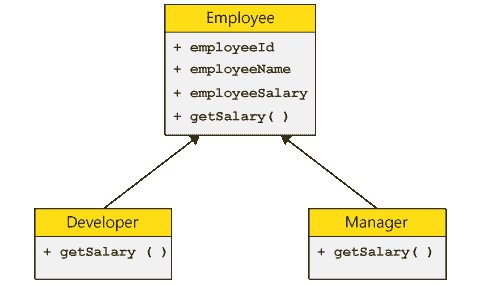 Employee
+ employeeId
+ employeeName
+ employeeSalary
+ getSalary( )
Developer
+ getSalary ( )
Manager
+ getSalary( )